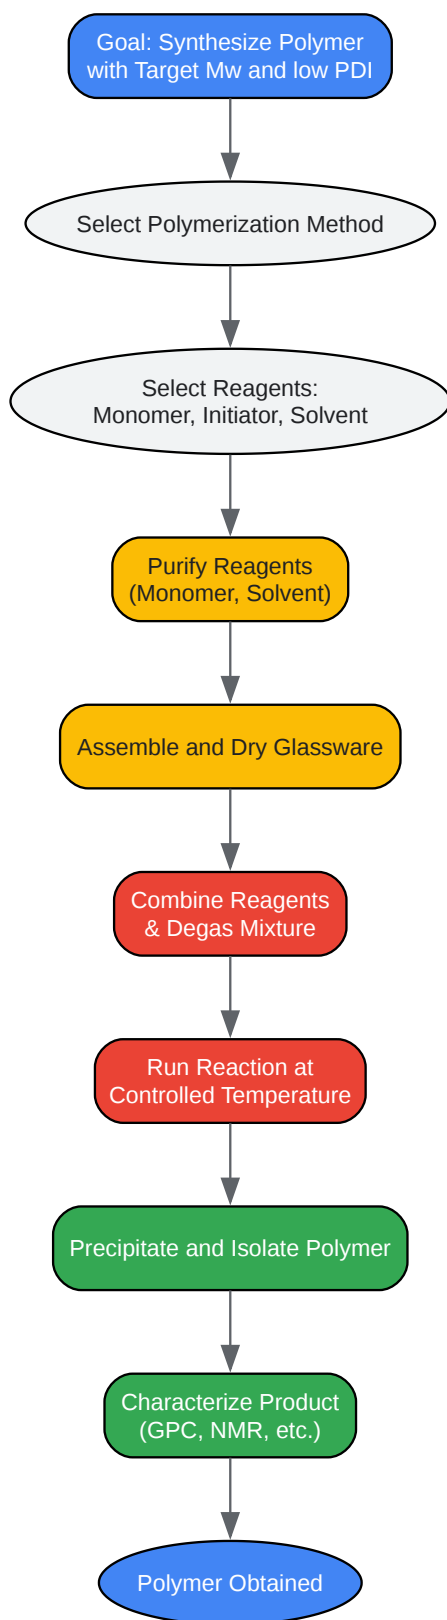 Goal: Synthesize Polymer
with Target Mw and low PDI
Select Polymerization Method
Select Reagents:
Monomer, Initiator, Solvent
Purify Reagents
(Monomer, Solvent)
Assemble and Dry Glassware
Combine Reagents
& Degas Mixture
Run Reaction at
Controlled Temperature
Precipitate and Isolate Polymer
Characterize Product
(GPC, NMR, etc.)
Polymer Obtained